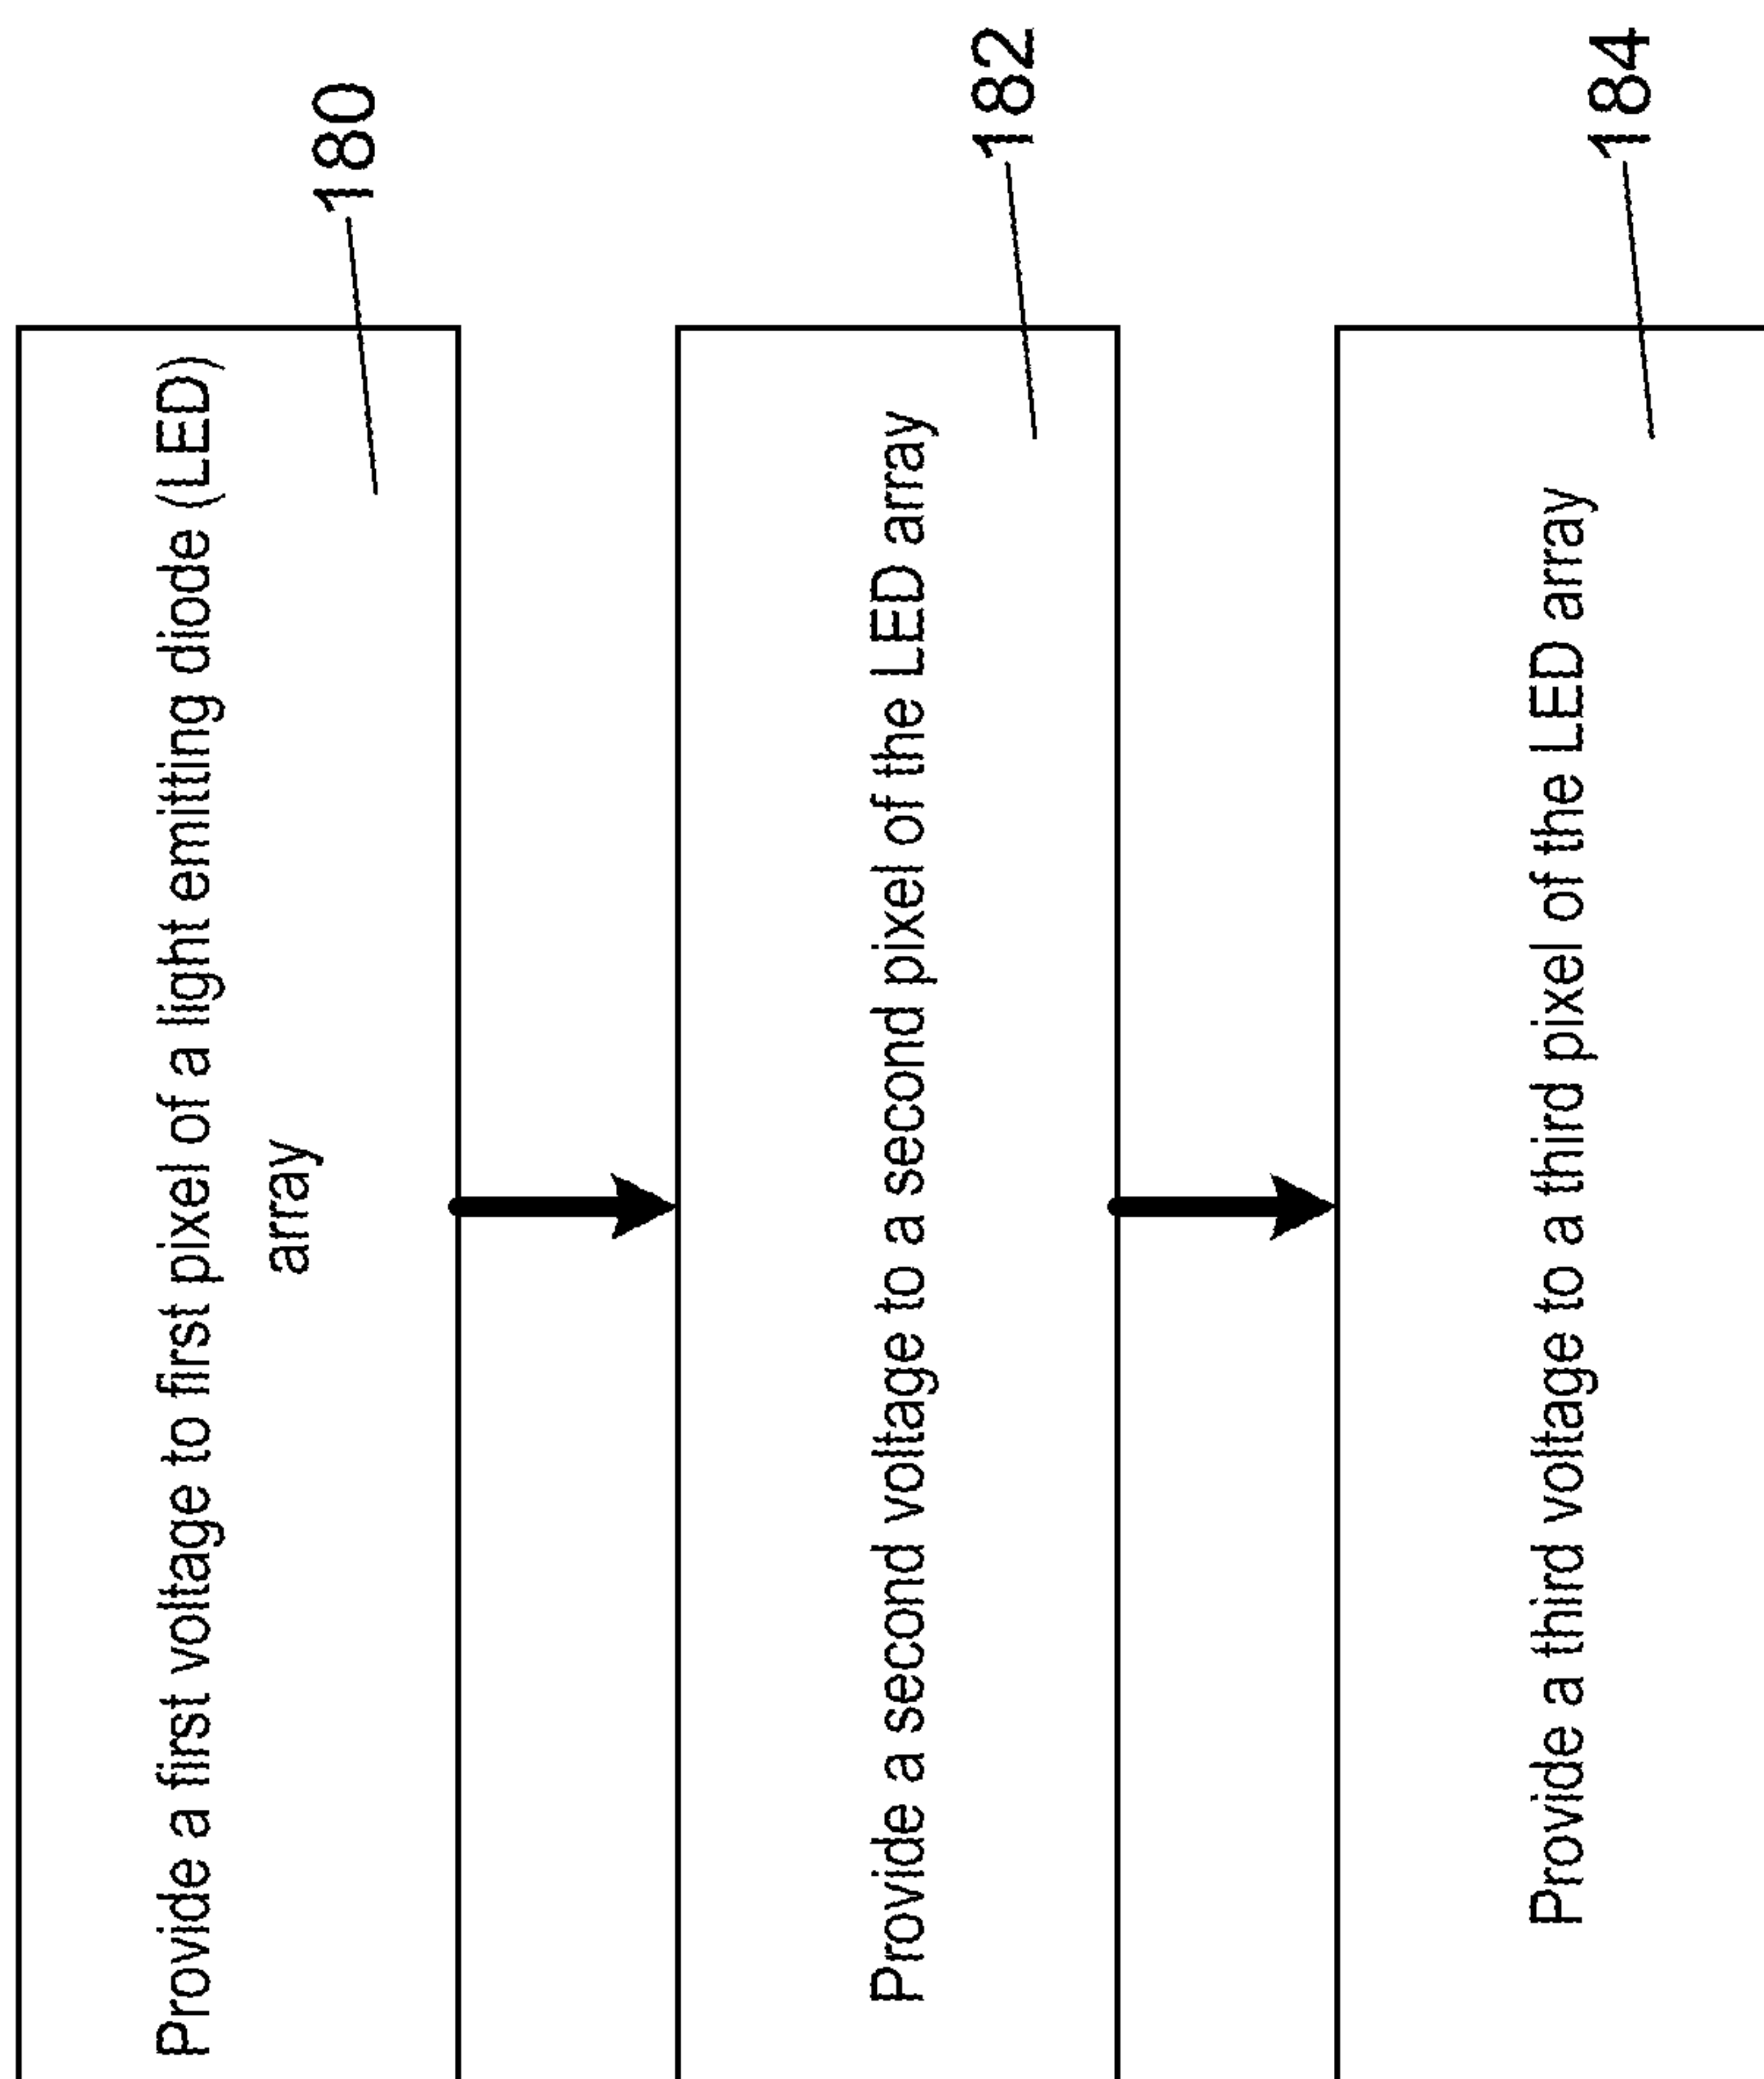 Provide a first voltage to first pixel of a light emitting diode (LED)
array
180
Provide a second voltage to a second pixel of the LED array
182
Provide a third voltage to a third pixel of the LED array
184